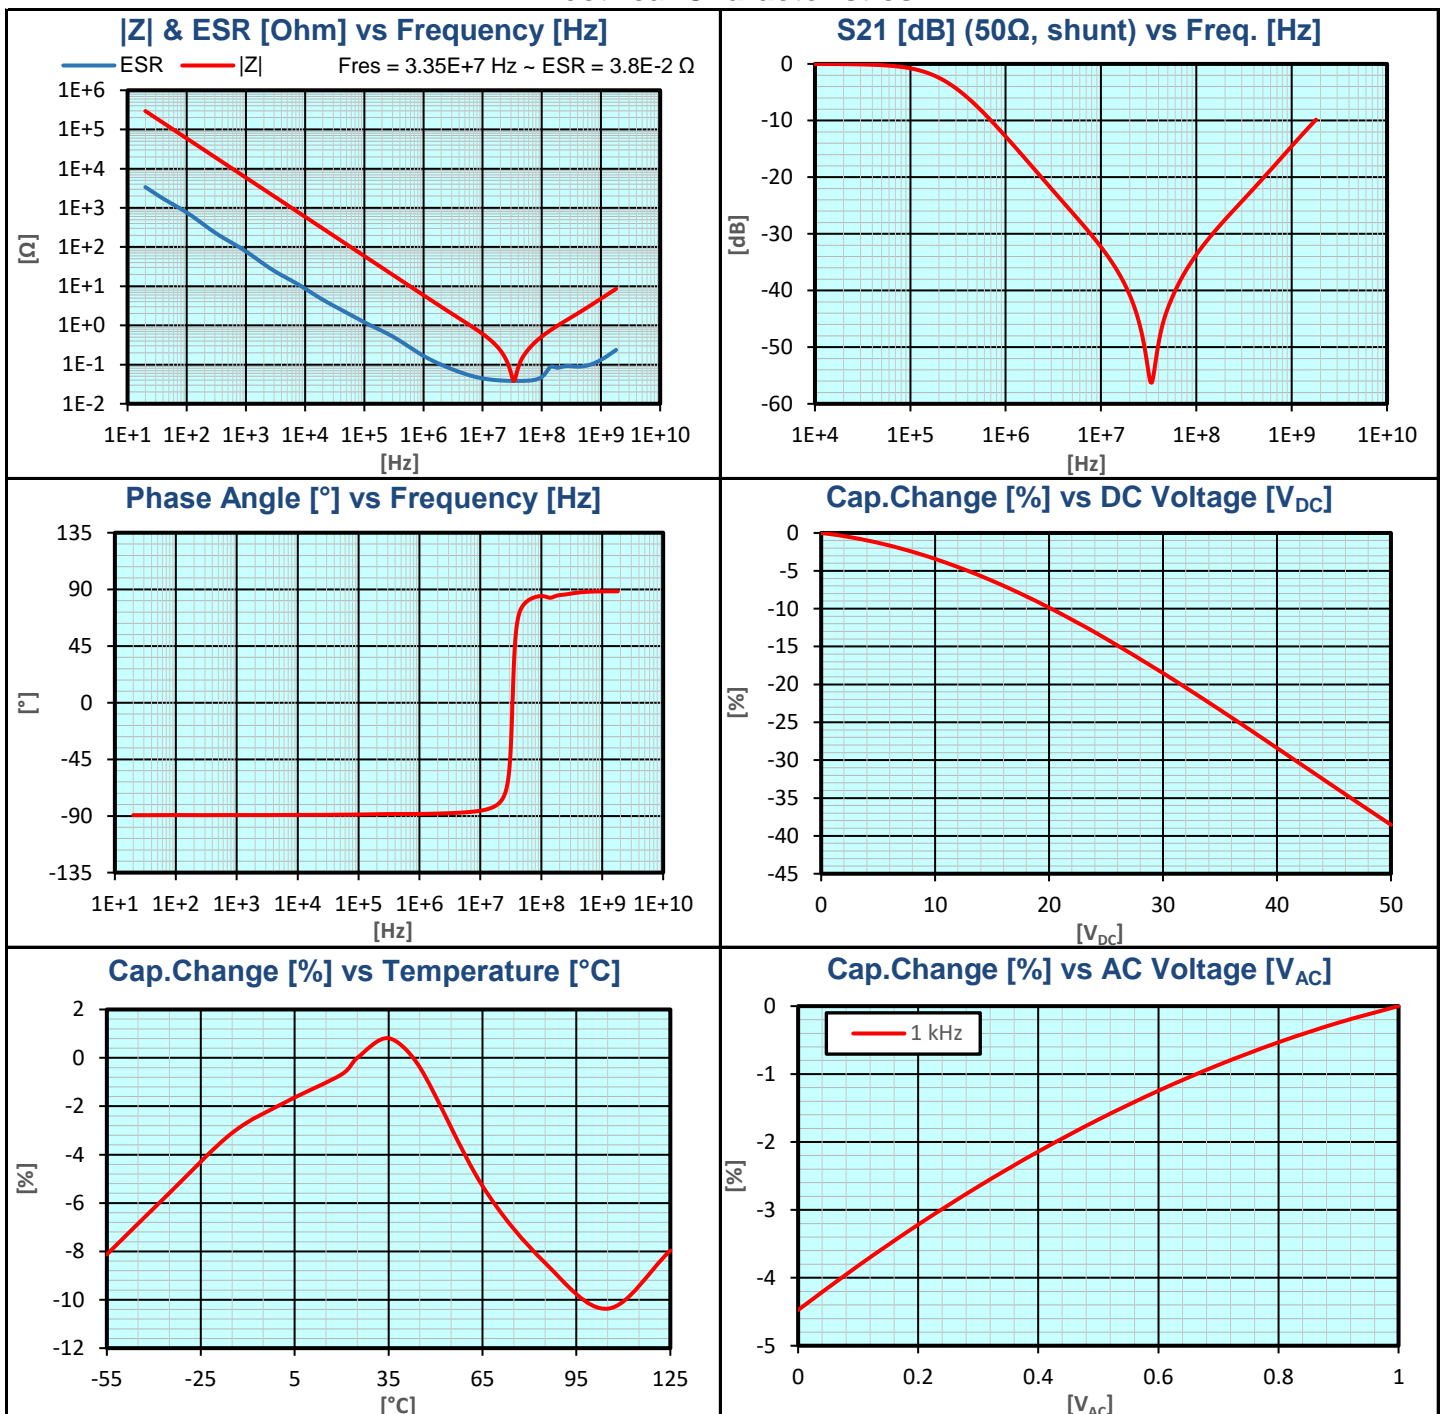 |Z| & ESR [Ohm] vs Frequency [Hz]
ESR |Z| Fres = 3.35E+7 Hz ~ ESR = 3.8E-2 Ω
1E+6
1E+5
1E+4
1E+3
1E+2
1E+1
1E+0
1E-1
1E-2
[Ω]
1E+1 1E+2 1E+3 1E+4 1E+5 1E+6 1E+7 1E+8 1E+9 1E+10
[Hz]
S21 [dB] (50Ω, shunt) vs Freq. [Hz]
0
-10
-20
-30
-40
-50
-60
[dB]
1E+4 1E+5 1E+6 1E+7 1E+8 1E+9 1E+10
[Hz]
Phase Angle [°] vs Frequency [Hz]
135
90
45
0
-45
-90
-135
[°]
1E+1 1E+2 1E+3 1E+4 1E+5 1E+6 1E+7 1E+8 1E+9 1E+10
[Hz]
Cap.Change [%] vs DC Voltage [VDC]
0
-5
-10
-15
-20
-25
-30
-35
-40
-45
[%]
0 10 20 30 40 50
[VDC]
Cap.Change [%] vs Temperature [°C]
2
0
-2
-4
-6
-8
-10
-12
[%]
-55 -25 5 35 65 95 125
[°C]
Cap.Change [%] vs AC Voltage [VAC]
1 kHz
0
-1
-2
-3
-4
-5
[%]
0 0.2 0.4 0.6 0.8 1
[VAC]